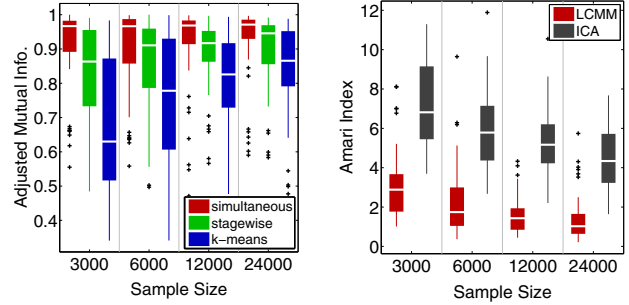 1
0.9
0.8
0.7
0.6
0.5
0.4
Adjusted Mutual Info.
simultaneous
stagewise
k-means
3000 6000 12000 24000
Sample Size
12
10
8
6
4
2
0
Amari Index
LCMM
ICA
3000 6000 12000 24000
Sample Size